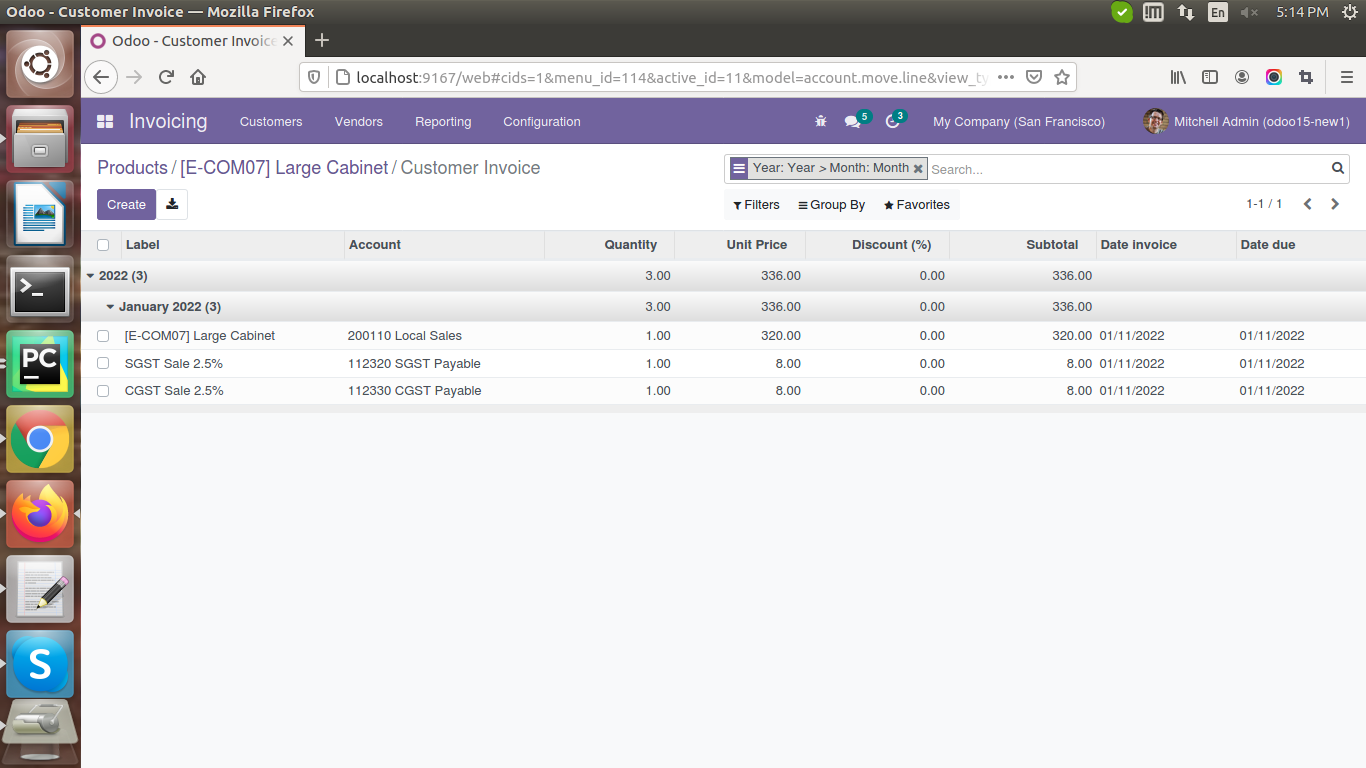 Odoo - Customer Invoice — Mozilla Firefox
En
5:14 PM
Odoo - Customer Invoice
localhost:9167/web#cids=1&menu_id=114&active_id=11&model=account.move.line&view_ty
Invoicing Customers Vendors Reporting Configuration 5 3 My Company (San Francisco) Mitchell Admin (odoo15-new1)
Products / [E-COM07] Large Cabinet / Customer Invoice
Year: Year > Month: Month Search...
Create
Filters Group By Favorites 1-1 / 1
Label Account Quantity Unit Price Discount (%) Subtotal Date invoice Date due
2022 (3) 3.00 336.00 0.00 336.00
January 2022 (3) 3.00 336.00 0.00 336.00
[E-COM07] Large Cabinet 200110 Local Sales 1.00 320.00 0.00 320.00 01/11/2022 01/11/2022
SGST Sale 2.5% 112320 SGST Payable 1.00 8.00 0.00 8.00 01/11/2022 01/11/2022
CGST Sale 2.5% 112330 CGST Payable 1.00 8.00 0.00 8.00 01/11/2022 01/11/2022
>_
PC
S